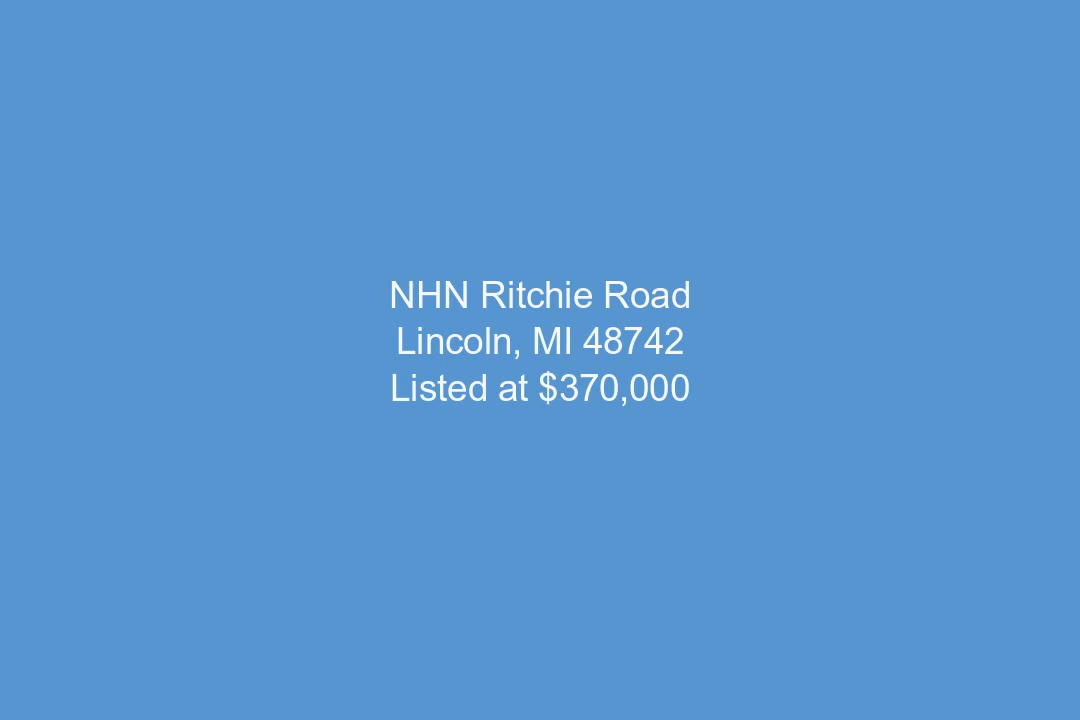 NHN Ritchie Road
Lincoln, MI 48742
Listed at $370,000